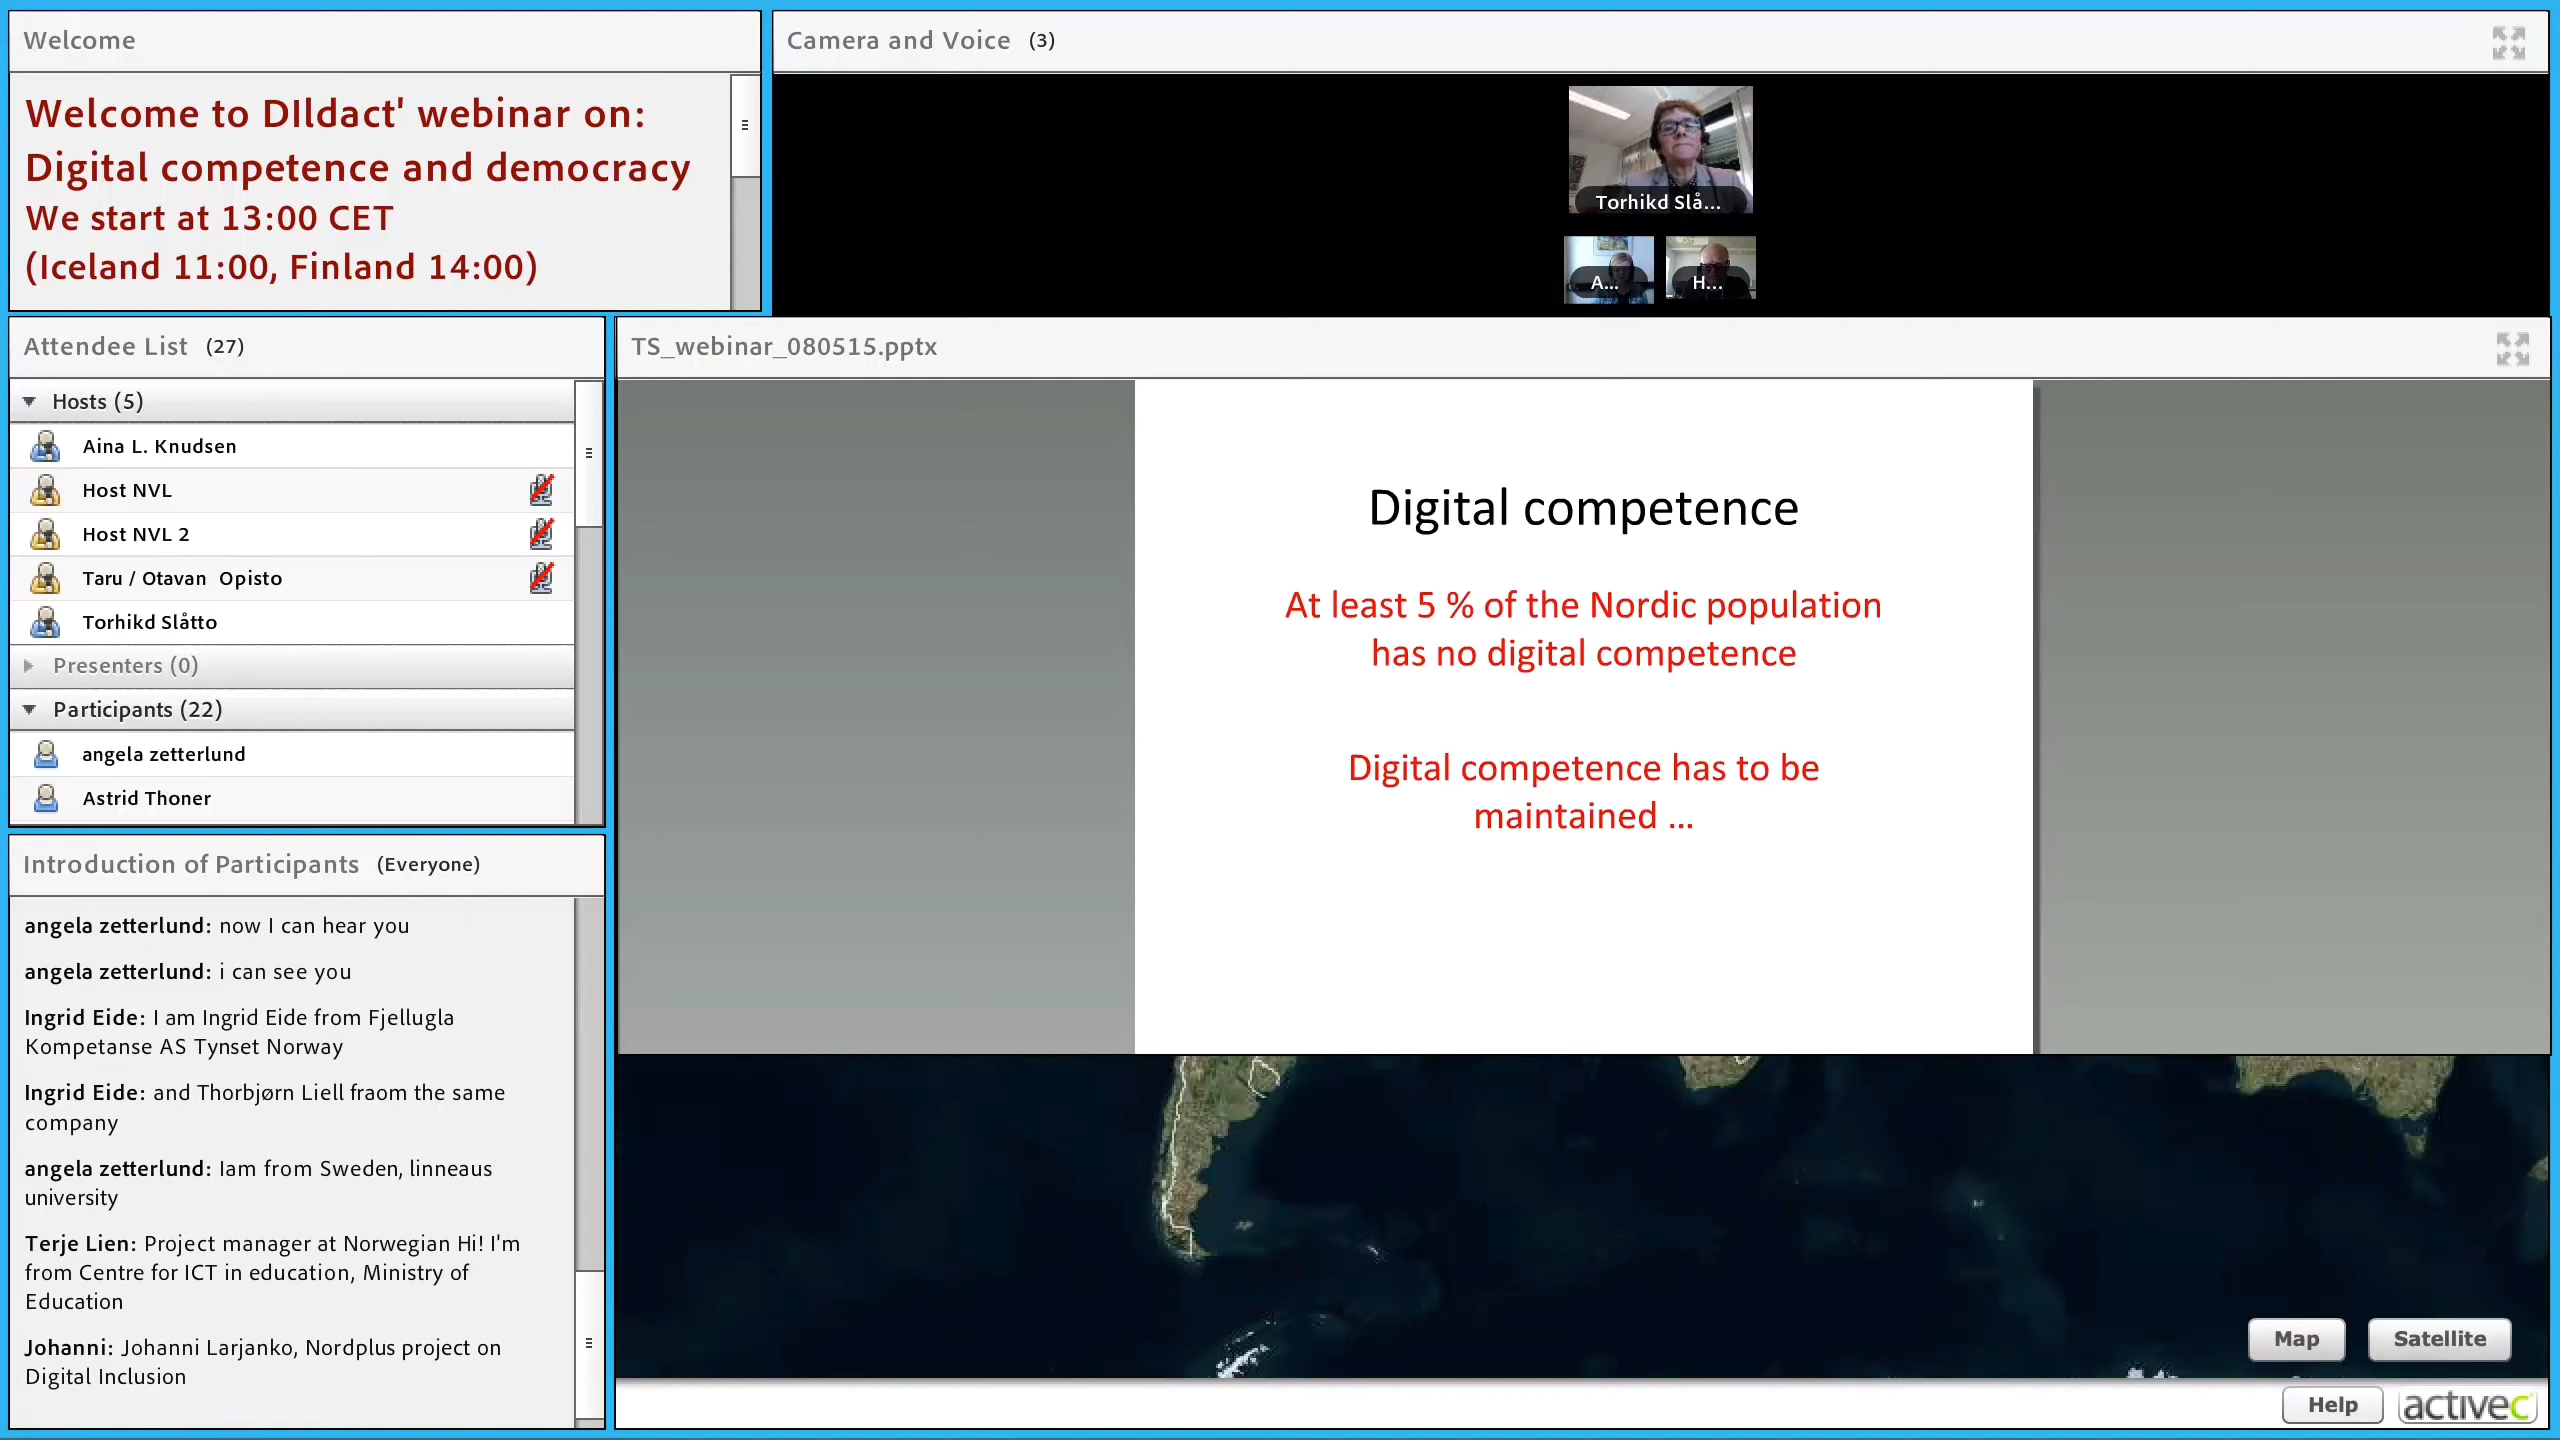 Welcome
Welcome to DIldact' webinar on:
Digital competence and democracy
We start at 13:00 CET
(Iceland 11:00, Finland 14:00)
Camera and Voice (3)
Torhikd Slå...
A...
H...
Attendee List (27)
Hosts (5)
Aina L. Knudsen
Host NVL
Host NVL 2
Taru / Otavan Opisto
Torhikd Slåtto
Presenters (0)
Participants (22)
angela zetterlund
Astrid Thoner
Introduction of Participants (Everyone)
angela zetterlund: now I can hear you
angela zetterlund: i can see you
Ingrid Eide: I am Ingrid Eide from Fjellugla
Kompetanse AS Tynset Norway
Ingrid Eide: and Thorbjørn Liell fraom the same
company
angela zetterlund: Iam from Sweden, linneaus
university
Terje Lien: Project manager at Norwegian Hi! I'm
from Centre for ICT in education, Ministry of
Education
Johanni: Johanni Larjanko, Nordplus project on
Digital Inclusion
TS_webinar_080515.pptx
Digital competence
At least 5 % of the Nordic population
has no digital competence
Digital competence has to be
maintained ...
Map
Satellite
Help
activec